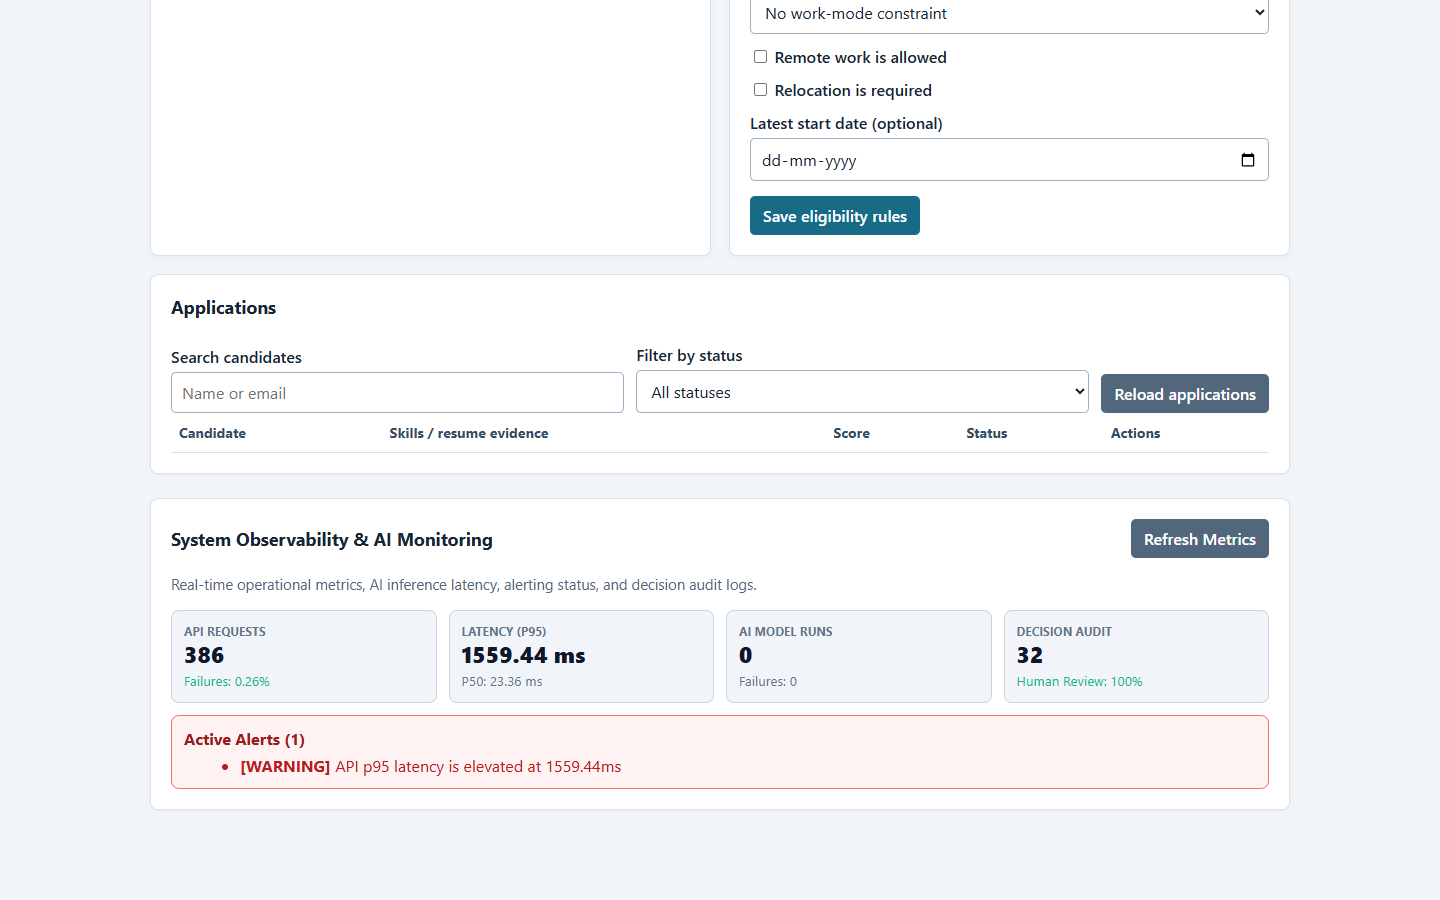 No work-mode constraint
Remote work is allowed
Relocation is required
Latest start date (optional)
dd-mm-yyyy
Save eligibility rules
Applications
Search candidates
Filter by status
Name or email
All statuses
Reload applications
Candidate Skills / resume evidence Score Status Actions
System Observability & AI Monitoring
Refresh Metrics
Real-time operational metrics, AI inference latency, alerting status, and decision audit logs.
API REQUESTS
386
Failures: 0.26%
LATENCY (P95)
1559.44 ms
P50: 23.36 ms
AI MODEL RUNS
0
Failures: 0
DECISION AUDIT
32
Human Review: 100%
Active Alerts (1)
• [WARNING] API p95 latency is elevated at 1559.44ms